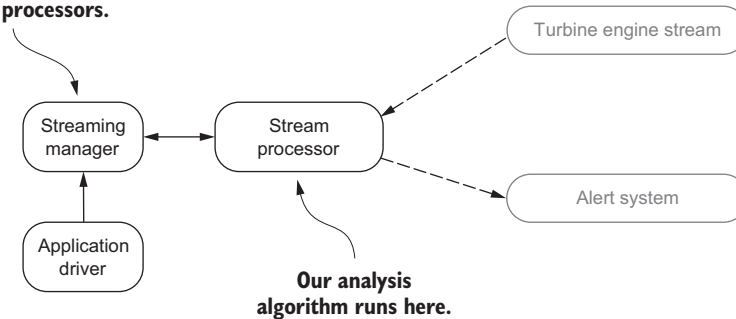 processors.
Turbine engine stream
Streaming
manager
Stream
processor
Alert system
Application
driver
Our analysis
algorithm runs here.